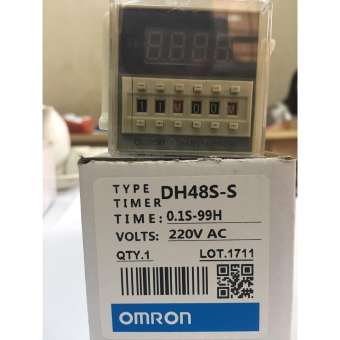 TYPE DH48S-S
TIMER
TIME: 0.1S-99H
VOLTS: 220V AC
QTY.1 LOT.1711
OMRON